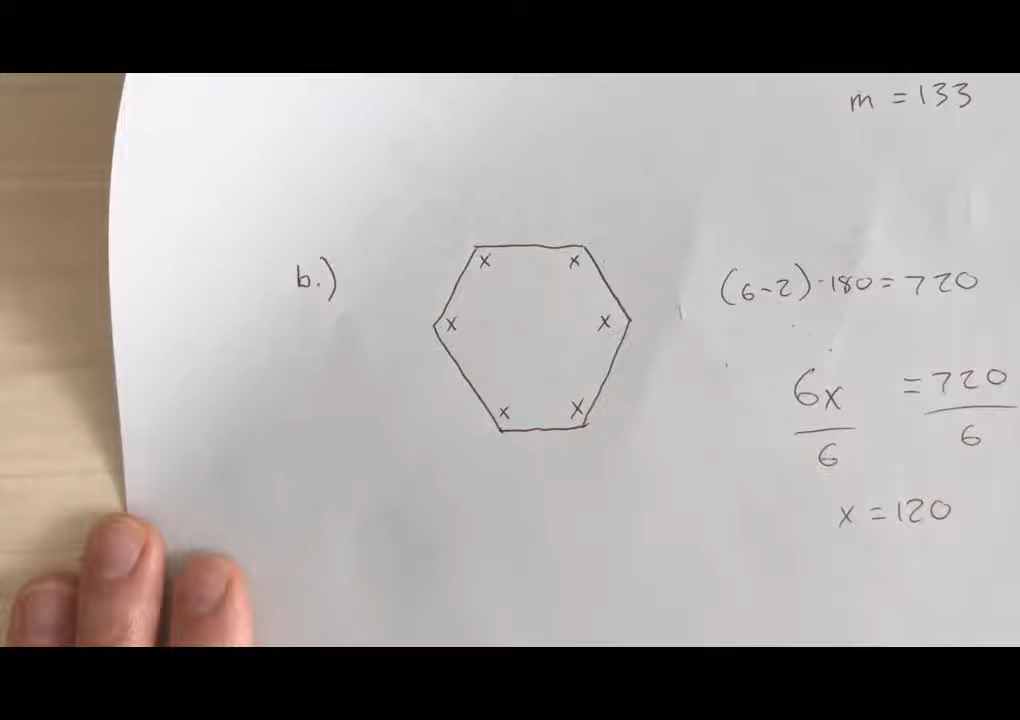 m = 133
b.)
x x
x x
x x
(6-2)·180=720
6x = 720
6 6
x = 120